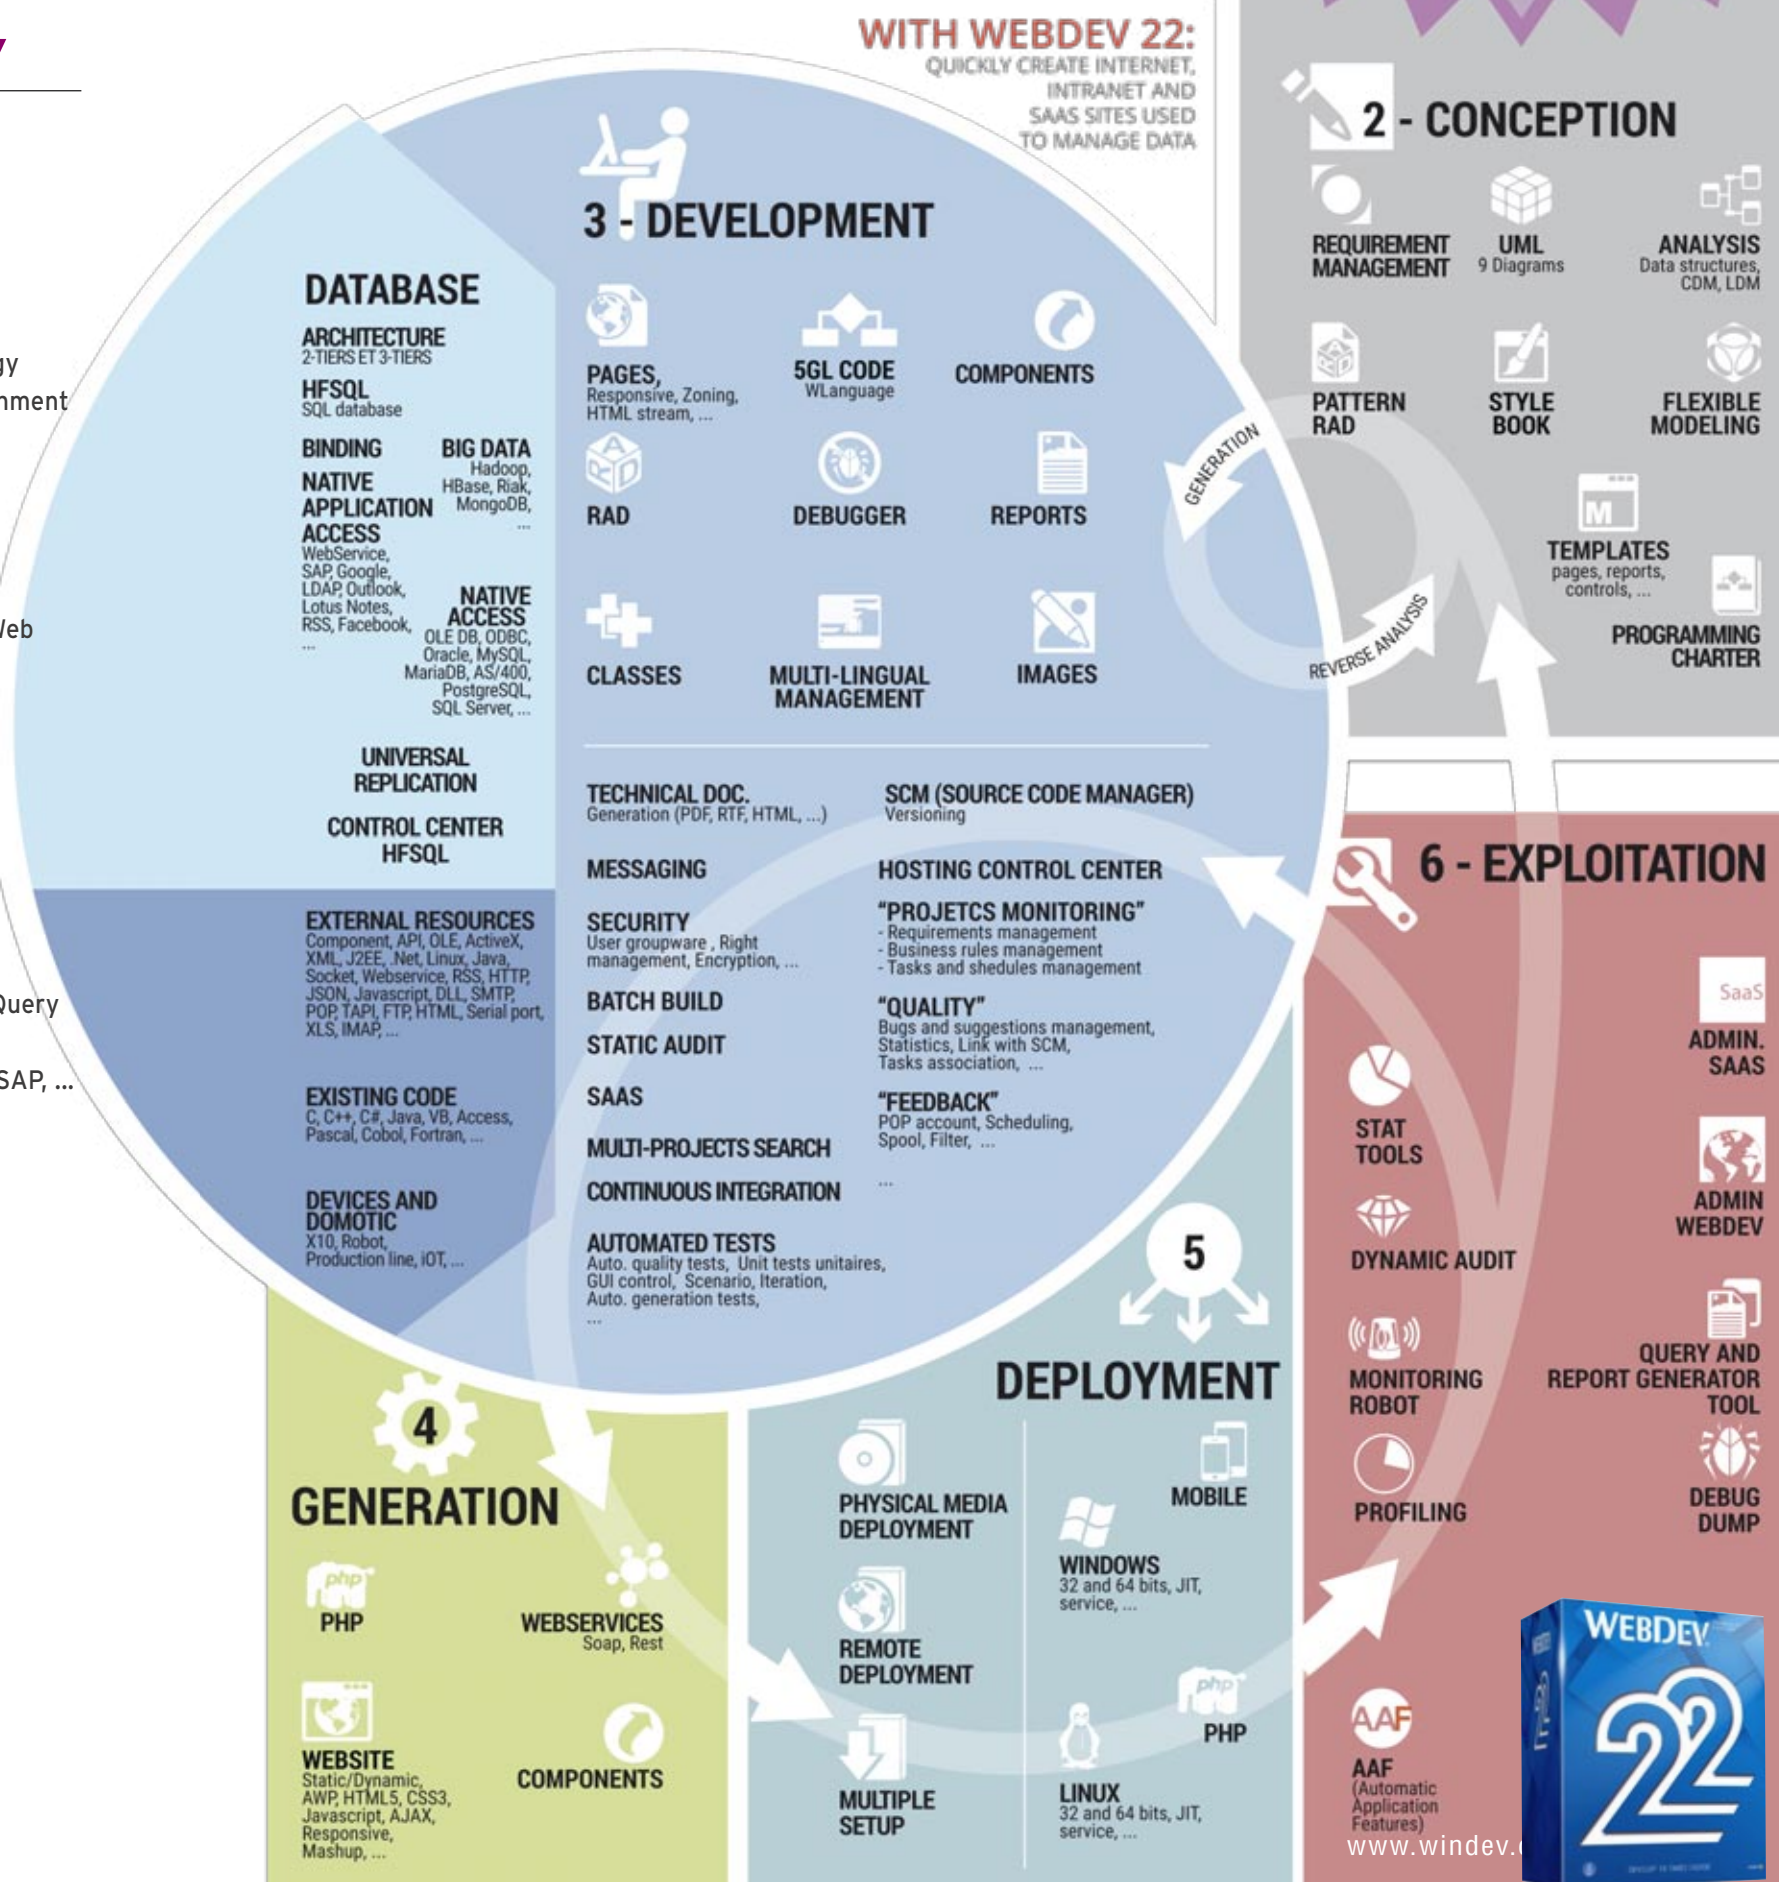 WITH WEBDEV 22:
QUICKLY CREATE INTERNET,
INTRANET AND
SAAS SITES USED
TO MANAGE DATA
2 - CONCEPTION
REQUIREMENT
MANAGEMENT
UML
9 Diagrams
ANALYSIS
Data structures,
CDM, LDM
PATTERN
RAD
STYLE
BOOK
FLEXIBLE
MODELING
M
TEMPLATES
pages, reports,
controls, ...
PROGRAMMING
CHARTER
GENERATION
REVERSE ANALYSIS
3 - DEVELOPMENT
PAGES,
Responsive, Zoning,
HTML stream, ...
5GL CODE
WLanguage
COMPONENTS
RAD
DEBUGGER
REPORTS
CLASSES
MULTI-LINGUAL
MANAGEMENT
IMAGES
DATABASE
ARCHITECTURE
2-TIERS ET 3-TIERS
HFSQL
SQL database
BINDING
NATIVE
APPLICATION
ACCESS
WebService,
SAP, Google,
LDAP, Outlook,
Lotus Notes,
RSS, Facebook,
...
BIG DATA
Hadoop,
HBase, Riak,
MongoDB,
...
NATIVE
ACCESS
OLE DB, ODBC,
Oracle, MySQL,
MariaDB, AS/400,
PostgreSQL,
SQL Server, ...
UNIVERSAL
REPLICATION
CONTROL CENTER
HFSQL
EXTERNAL RESOURCES
Component, API, OLE, ActiveX,
XML, J2EE, .Net, Linux, Java,
Socket, Webservice, RSS, HTTP,
JSON, Javascript, DLL, SMTP,
POP, TAPI, FTP, HTML, Serial port,
XLS, IMAP, ...
EXISTING CODE
C, C++, C#, Java, VB, Access,
Pascal, Cobol, Fortran, ...
DEVICES AND
DOMOTIC
X10, Robot,
Production line, iOT, ...
TECHNICAL DOC.
Generation (PDF, RTF, HTML, ...)
MESSAGING
SECURITY
User groupware , Right
management, Encryption, ...
BATCH BUILD
STATIC AUDIT
SAAS
MULTI-PROJECTS SEARCH
CONTINUOUS INTEGRATION
AUTOMATED TESTS
Auto. quality tests, Unit tests unitaires,
GUI control, Scenario, Iteration,
Auto. generation tests,
...
SCM (SOURCE CODE MANAGER)
Versioning
HOSTING CONTROL CENTER
“PROJETCS MONITORING”
- Requirements management
- Business rules management
- Tasks and shedules management
“QUALITY”
Bugs and suggestions management,
Statistics, Link with SCM,
Tasks association, ...
“FEEDBACK”
POP account, Scheduling,
Spool, Filter, ...
...
4
GENERATION
php
PHP
WEBSERVICES
Soap, Rest
WEBSITE
Static/Dynamic,
AWP, HTML5, CSS3,
Javascript, AJAX,
Responsive,
Mashup, ...
COMPONENTS
5
DEPLOYMENT
PHYSICAL MEDIA
DEPLOYMENT
REMOTE
DEPLOYMENT
MULTIPLE
SETUP
MOBILE
WINDOWS
32 and 64 bits, JIT,
service, ...
php
PHP
LINUX
32 and 64 bits, JIT,
service, ...
6 - EXPLOITATION
SaaS
ADMIN.
SAAS
STAT
TOOLS
ADMIN
WEBDEV
DYNAMIC AUDIT
MONITORING
ROBOT
QUERY AND
REPORT GENERATOR
TOOL
PROFILING
DEBUG
DUMP
AAF
AAF
(Automatic
Application
Features)
www.windev.
WEBDEV
22
Query
SAP, ...